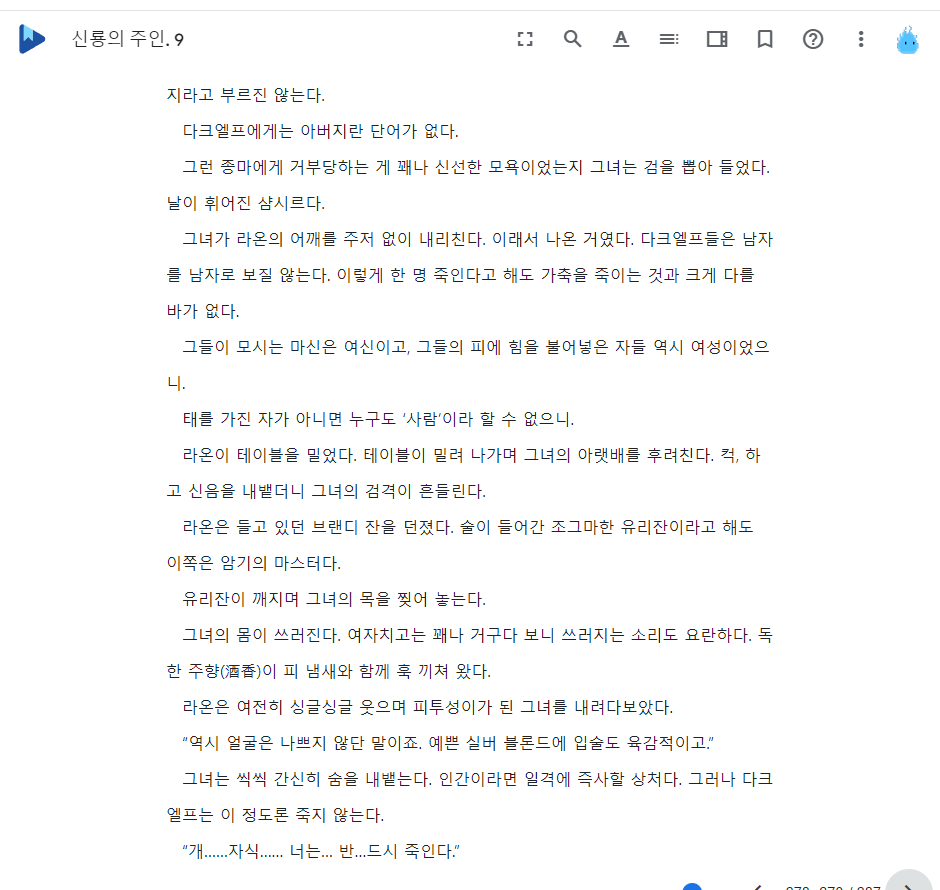 신룡의 주인. 9
지라고 부르진 않는다.
다크엘프에게는 아버지란 단어가 없다.
그런 종마에게 거부당하는 게 꽤나 신선한 모욕이었는지 그녀는 검을 뽑아 들었다.
날이 휘어진 샴시르다.
그녀가 라온의 어깨를 주저 없이 내리친다. 이래서 나온 거였다. 다크엘프들은 남자
를 남자로 보질 않는다. 이렇게 한 명 죽인다고 해도 가축을 죽이는 것과 크게 다를
바가 없다.
그들이 모시는 마신은 여신이고, 그들의 피에 힘을 불어넣은 자들 역시 여성이었으
니.
태를 가진 자가 아니면 누구도 ‘사람’이라 할 수 없으니.
라온이 테이블을 밀었다. 테이블이 밀려 나가며 그녀의 아랫배를 후려친다. 컥, 하
고 신음을 내뱉더니 그녀의 검격이 흔들린다.
라온은 들고 있던 브랜디 잔을 던졌다. 술이 들어간 조그마한 유리잔이라고 해도
이쪽은 암기의 마스터다.
유리잔이 깨지며 그녀의 목을 찢어 놓는다.
그녀의 몸이 쓰러진다. 여자치고는 꽤나 거구다 보니 쓰러지는 소리도 요란하다. 독
한 주향(酒香)이 피 냄새와 함께 훅 끼쳐 왔다.
라온은 여전히 싱글싱글 웃으며 피투성이가 된 그녀를 내려다보았다.
“역시 얼굴은 나쁘지 않단 말이죠. 예쁜 실버 블론드에 입술도 육감적이고.”
그녀는 씩씩 간신히 숨을 내뱉는다. 인간이라면 일격에 즉사할 상처다. 그러나 다크
엘프는 이 정도론 죽지 않는다.
“개……자식…… 너는… 반…드시 죽인다.”